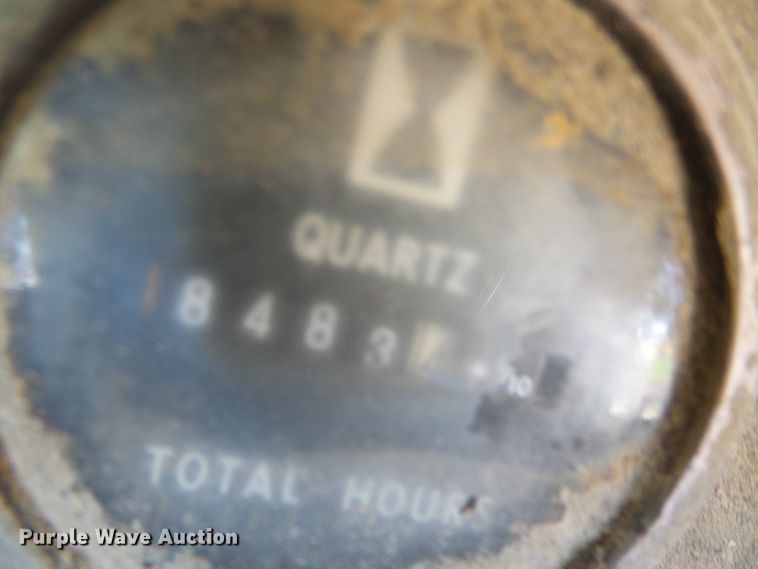 QUARTZ
8483
1/10
TOTAL HOURS
Purple Wave Auction